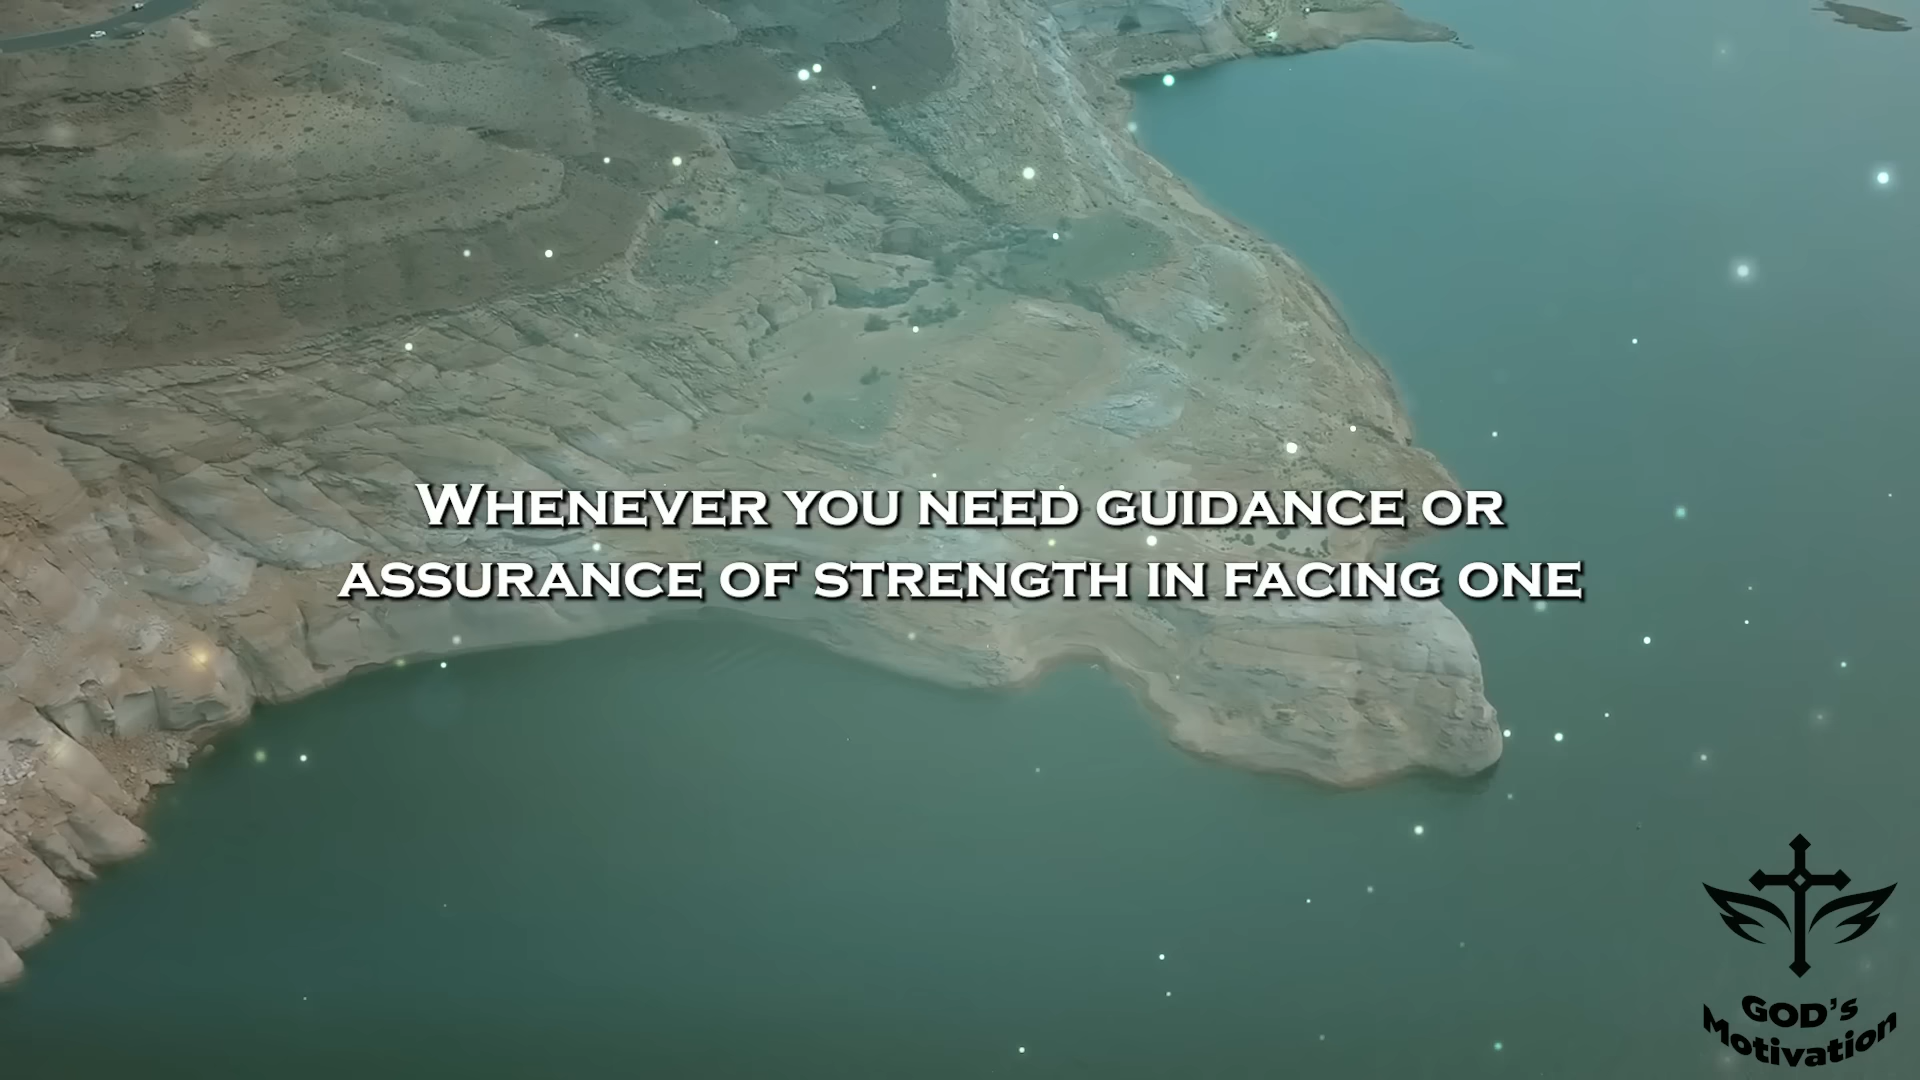 Whenever you need guidance or
assurance of strength in facing one
GOD's
Motivation